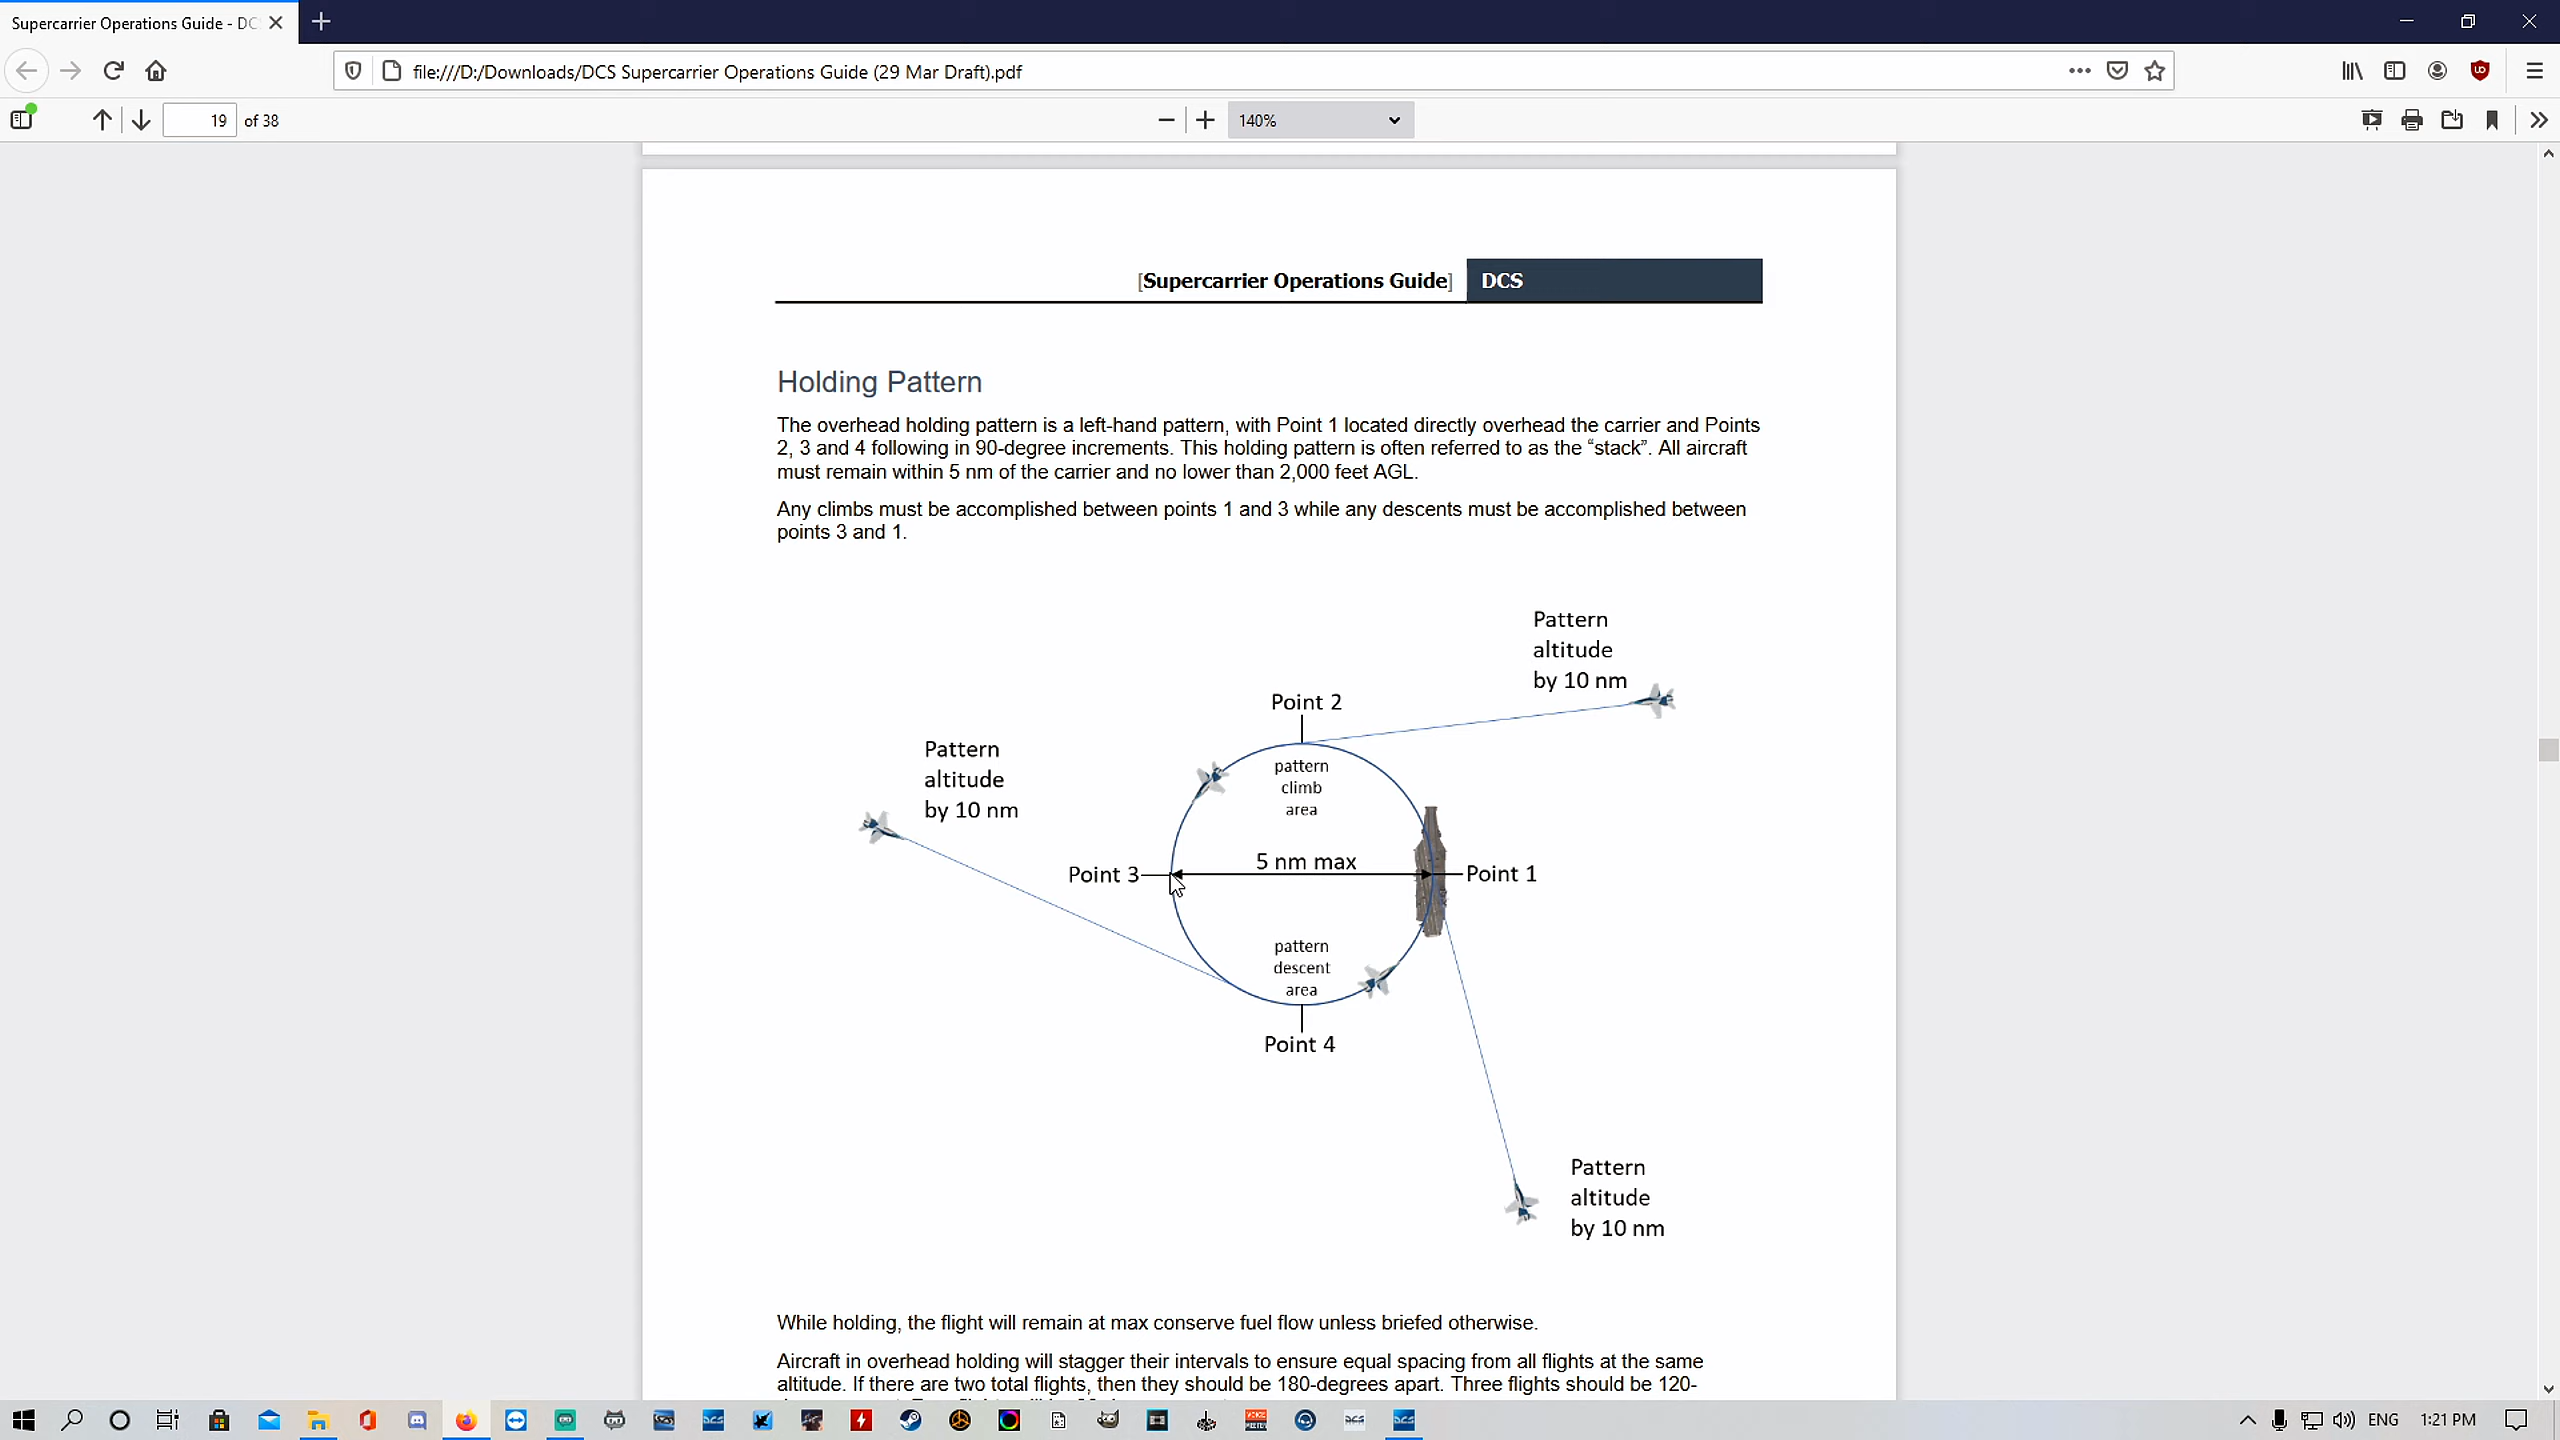 Supercarrier Operations Guide - DC
file:///D:/Downloads/DCS Supercarrier Operations Guide (29 Mar Draft).pdf
19 of 38
140%
[Supercarrier Operations Guide] DCS
Holding Pattern
The overhead holding pattern is a left-hand pattern, with Point 1 located directly overhead the carrier and Points
2, 3 and 4 following in 90-degree increments. This holding pattern is often referred to as the “stack”. All aircraft
must remain within 5 nm of the carrier and no lower than 2,000 feet AGL.
Any climbs must be accomplished between points 1 and 3 while any descents must be accomplished between
points 3 and 1.
Pattern
altitude
by 10 nm
Point 2
Pattern
altitude
by 10 nm
pattern
climb
area
5 nm max
Point 3
Point 1
pattern
descent
area
Point 4
Pattern
altitude
by 10 nm
While holding, the flight will remain at max conserve fuel flow unless briefed otherwise.
Aircraft in overhead holding will stagger their intervals to ensure equal spacing from all flights at the same
altitude. If there are two total flights, then they should be 180-degrees apart. Three flights should be 120-
ENG 1:21 PM